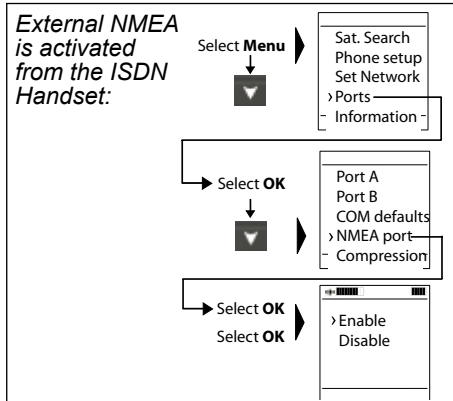 External NMEA
is activated
from the ISDN
Handset:
Select Menu
Sat. Search
Phone setup
Set Network
›Ports
- Information -
Select OK
Port A
Port B
COM defaults
›NMEA port
- Compression
Select OK
Select OK
›Enable
Disable